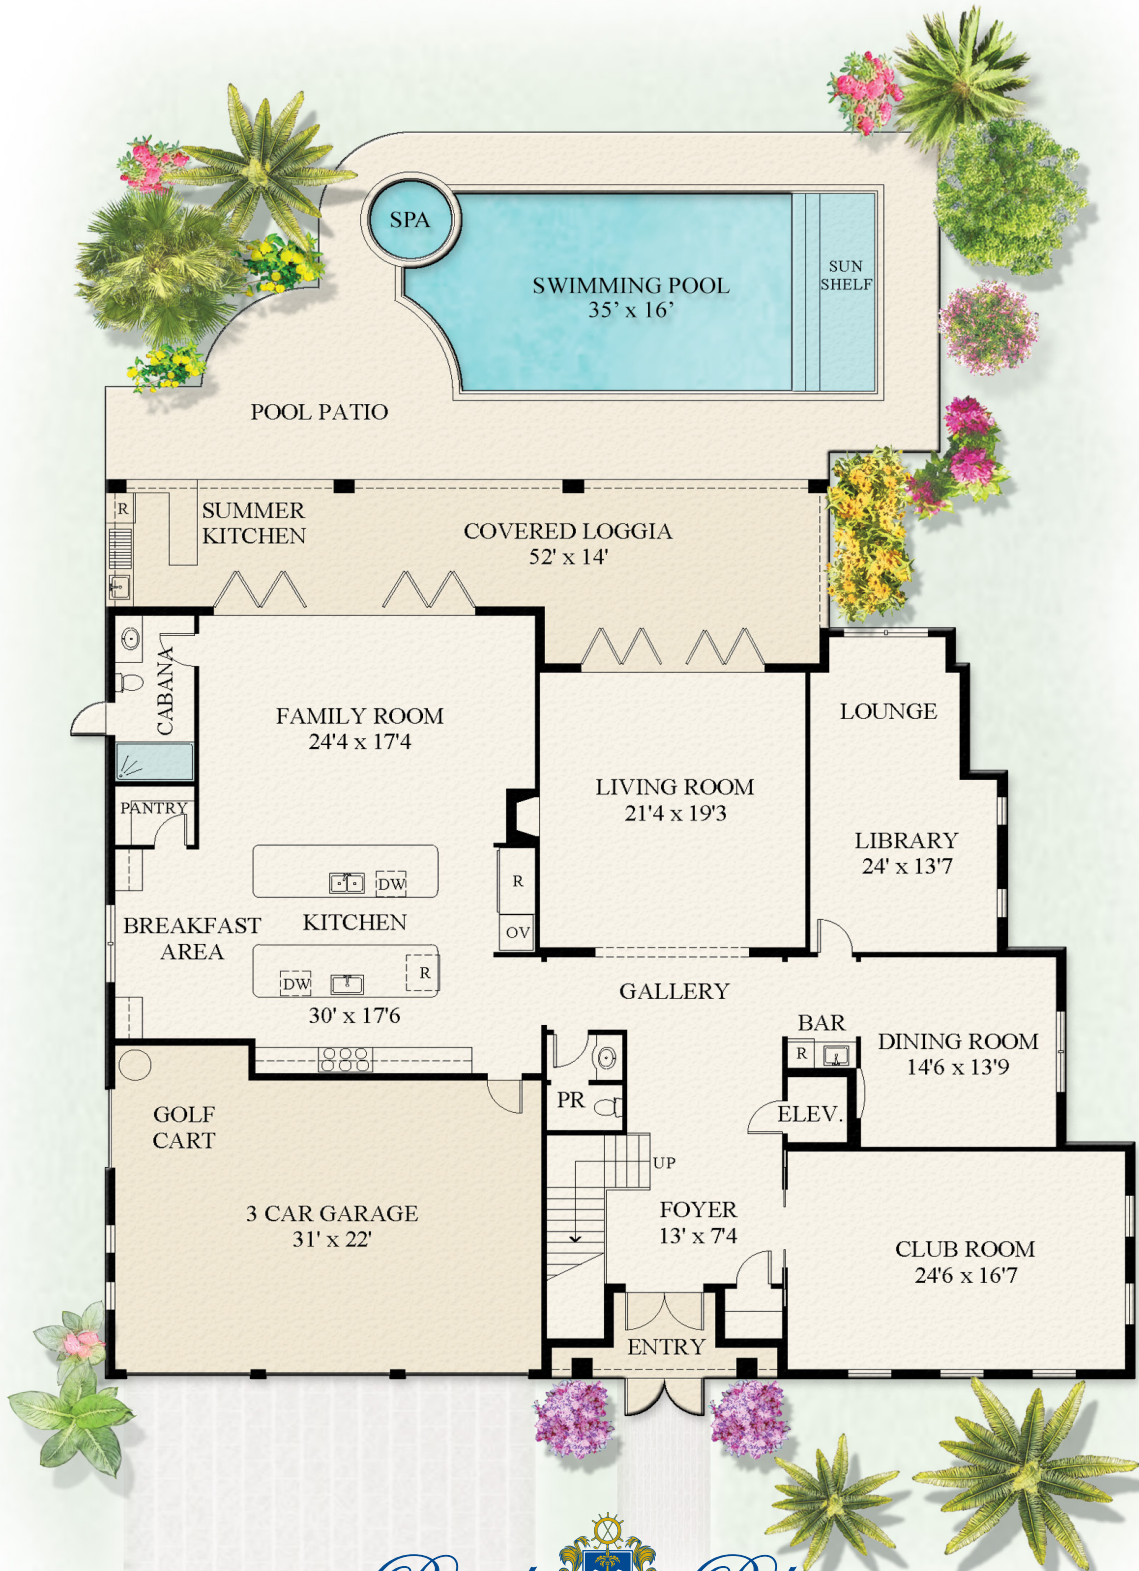 SPA
SWIMMING POOL
35' x 16'
SUN
SHELF
POOL PATIO
R
SUMMER
KITCHEN
COVERED LOGGIA
52' x 14'
CABANA
FAMILY ROOM
24'4 x 17'4
LOUNGE
LIVING ROOM
21'4 x 19'3
PANTRY
LIBRARY
24' x 13'7
DW
R
OV
BREAKFAST
AREA
KITCHEN
DW
R
30' x 17'6
GALLERY
BAR
R
DINING ROOM
14'6 x 13'9
PR
ELEV.
GOLF
CART
UP
3 CAR GARAGE
31' x 22'
FOYER
13' x 7'4
CLUB ROOM
24'6 x 16'7
ENTRY